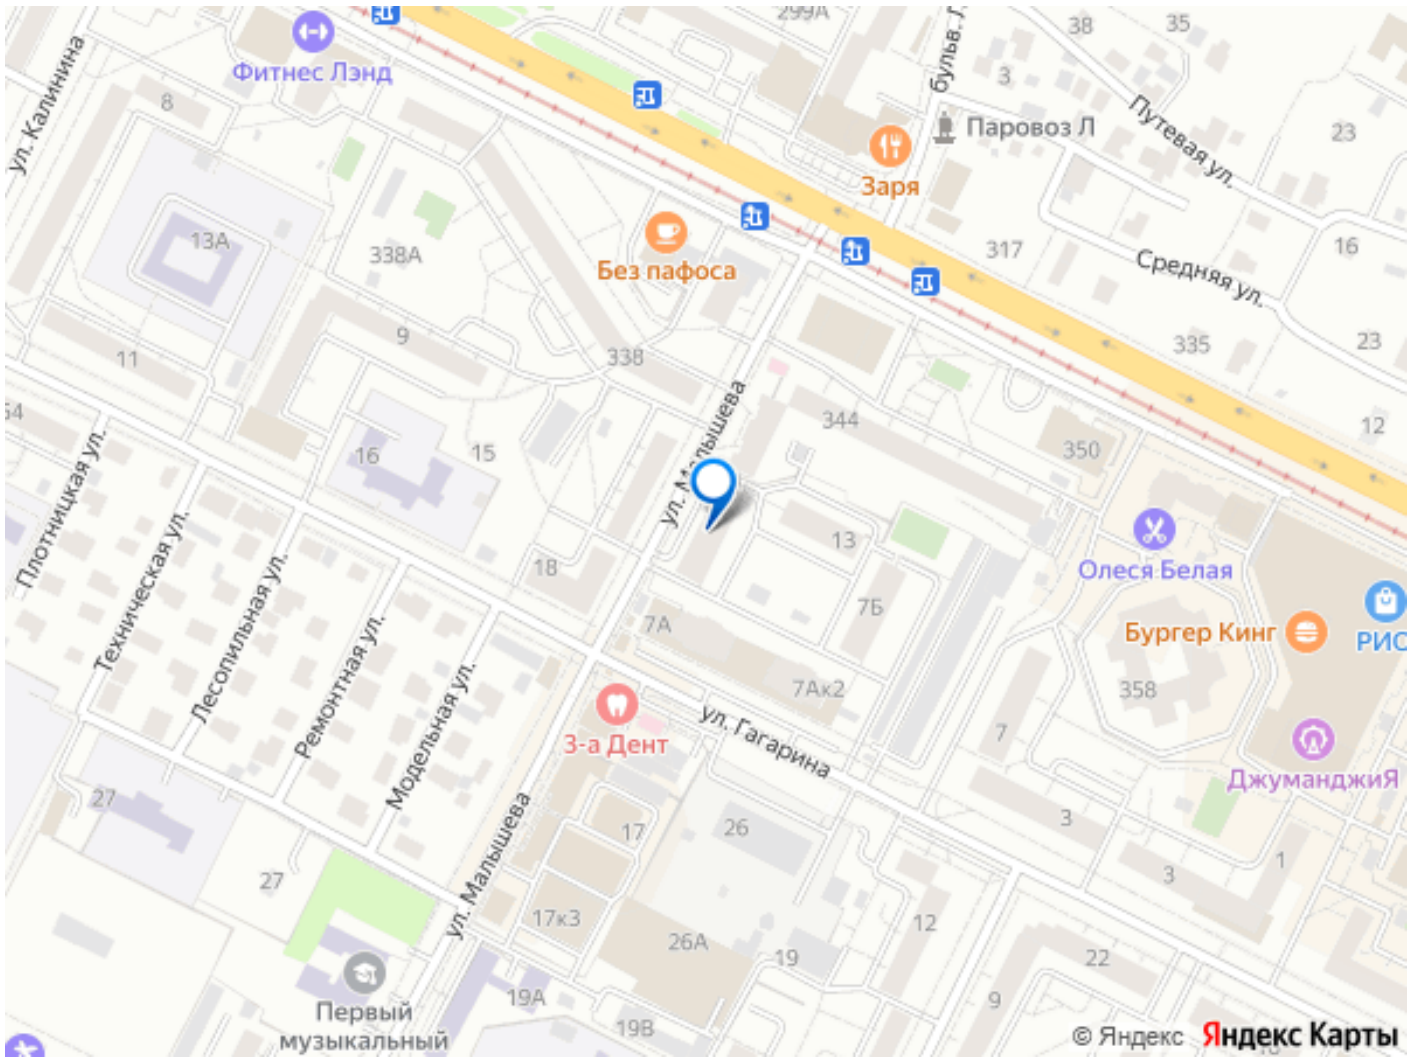 299А
38
35
ул. Калинина
Фитнес Лэнд
бульв. Л
3
8
Паровоз Л
Путевая ул.
23
Заря
13А
338А
Без пафоса
317
Средняя ул.
16
9
11
338
335
23
ул. Малышева
54
344
12
350
Плотницкая ул.
16
15
Техническая ул.
13
Олеся Белая
Лесопильная ул.
18
7Б
Ремонтная ул.
7А
Бургер Кинг
РИО
Модельная ул.
7Ак2
358
ул. Гагарина
3-а Дент
7
ДжуманджиЯ
27
ул. Малышева
17
26
3
27
3
1
17к3
12
26А
19
22
19А
9
Первый
музыкальный
19В
© Яндекс Яндекс Карты